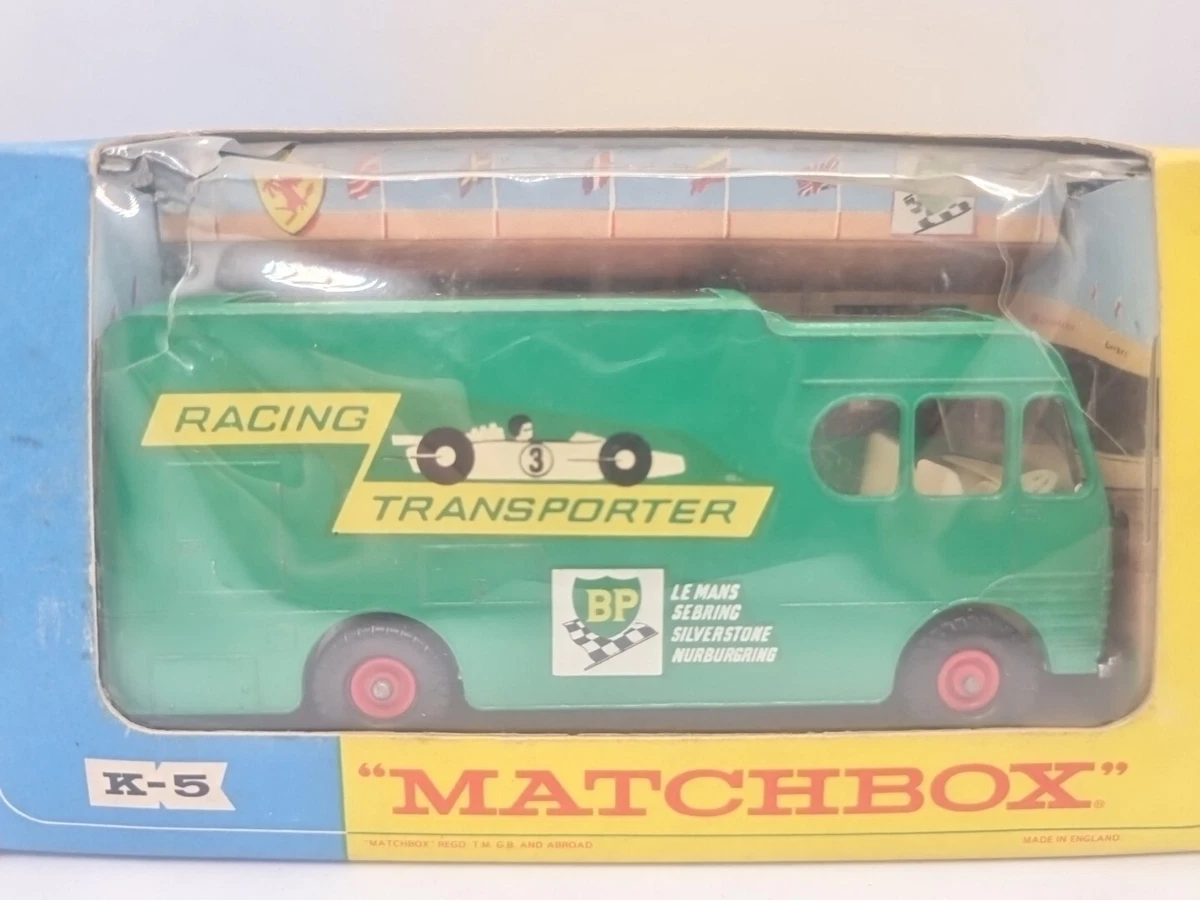 RACING
3
TRANSPORTER
BP
LE MANS
SEBRING
SILVERSTONE
NURBURGRING
K-5
"MATCHBOX"®
"MATCHBOX" REGD. T.M. G.B. AND ABROAD
MADE IN ENGLAND